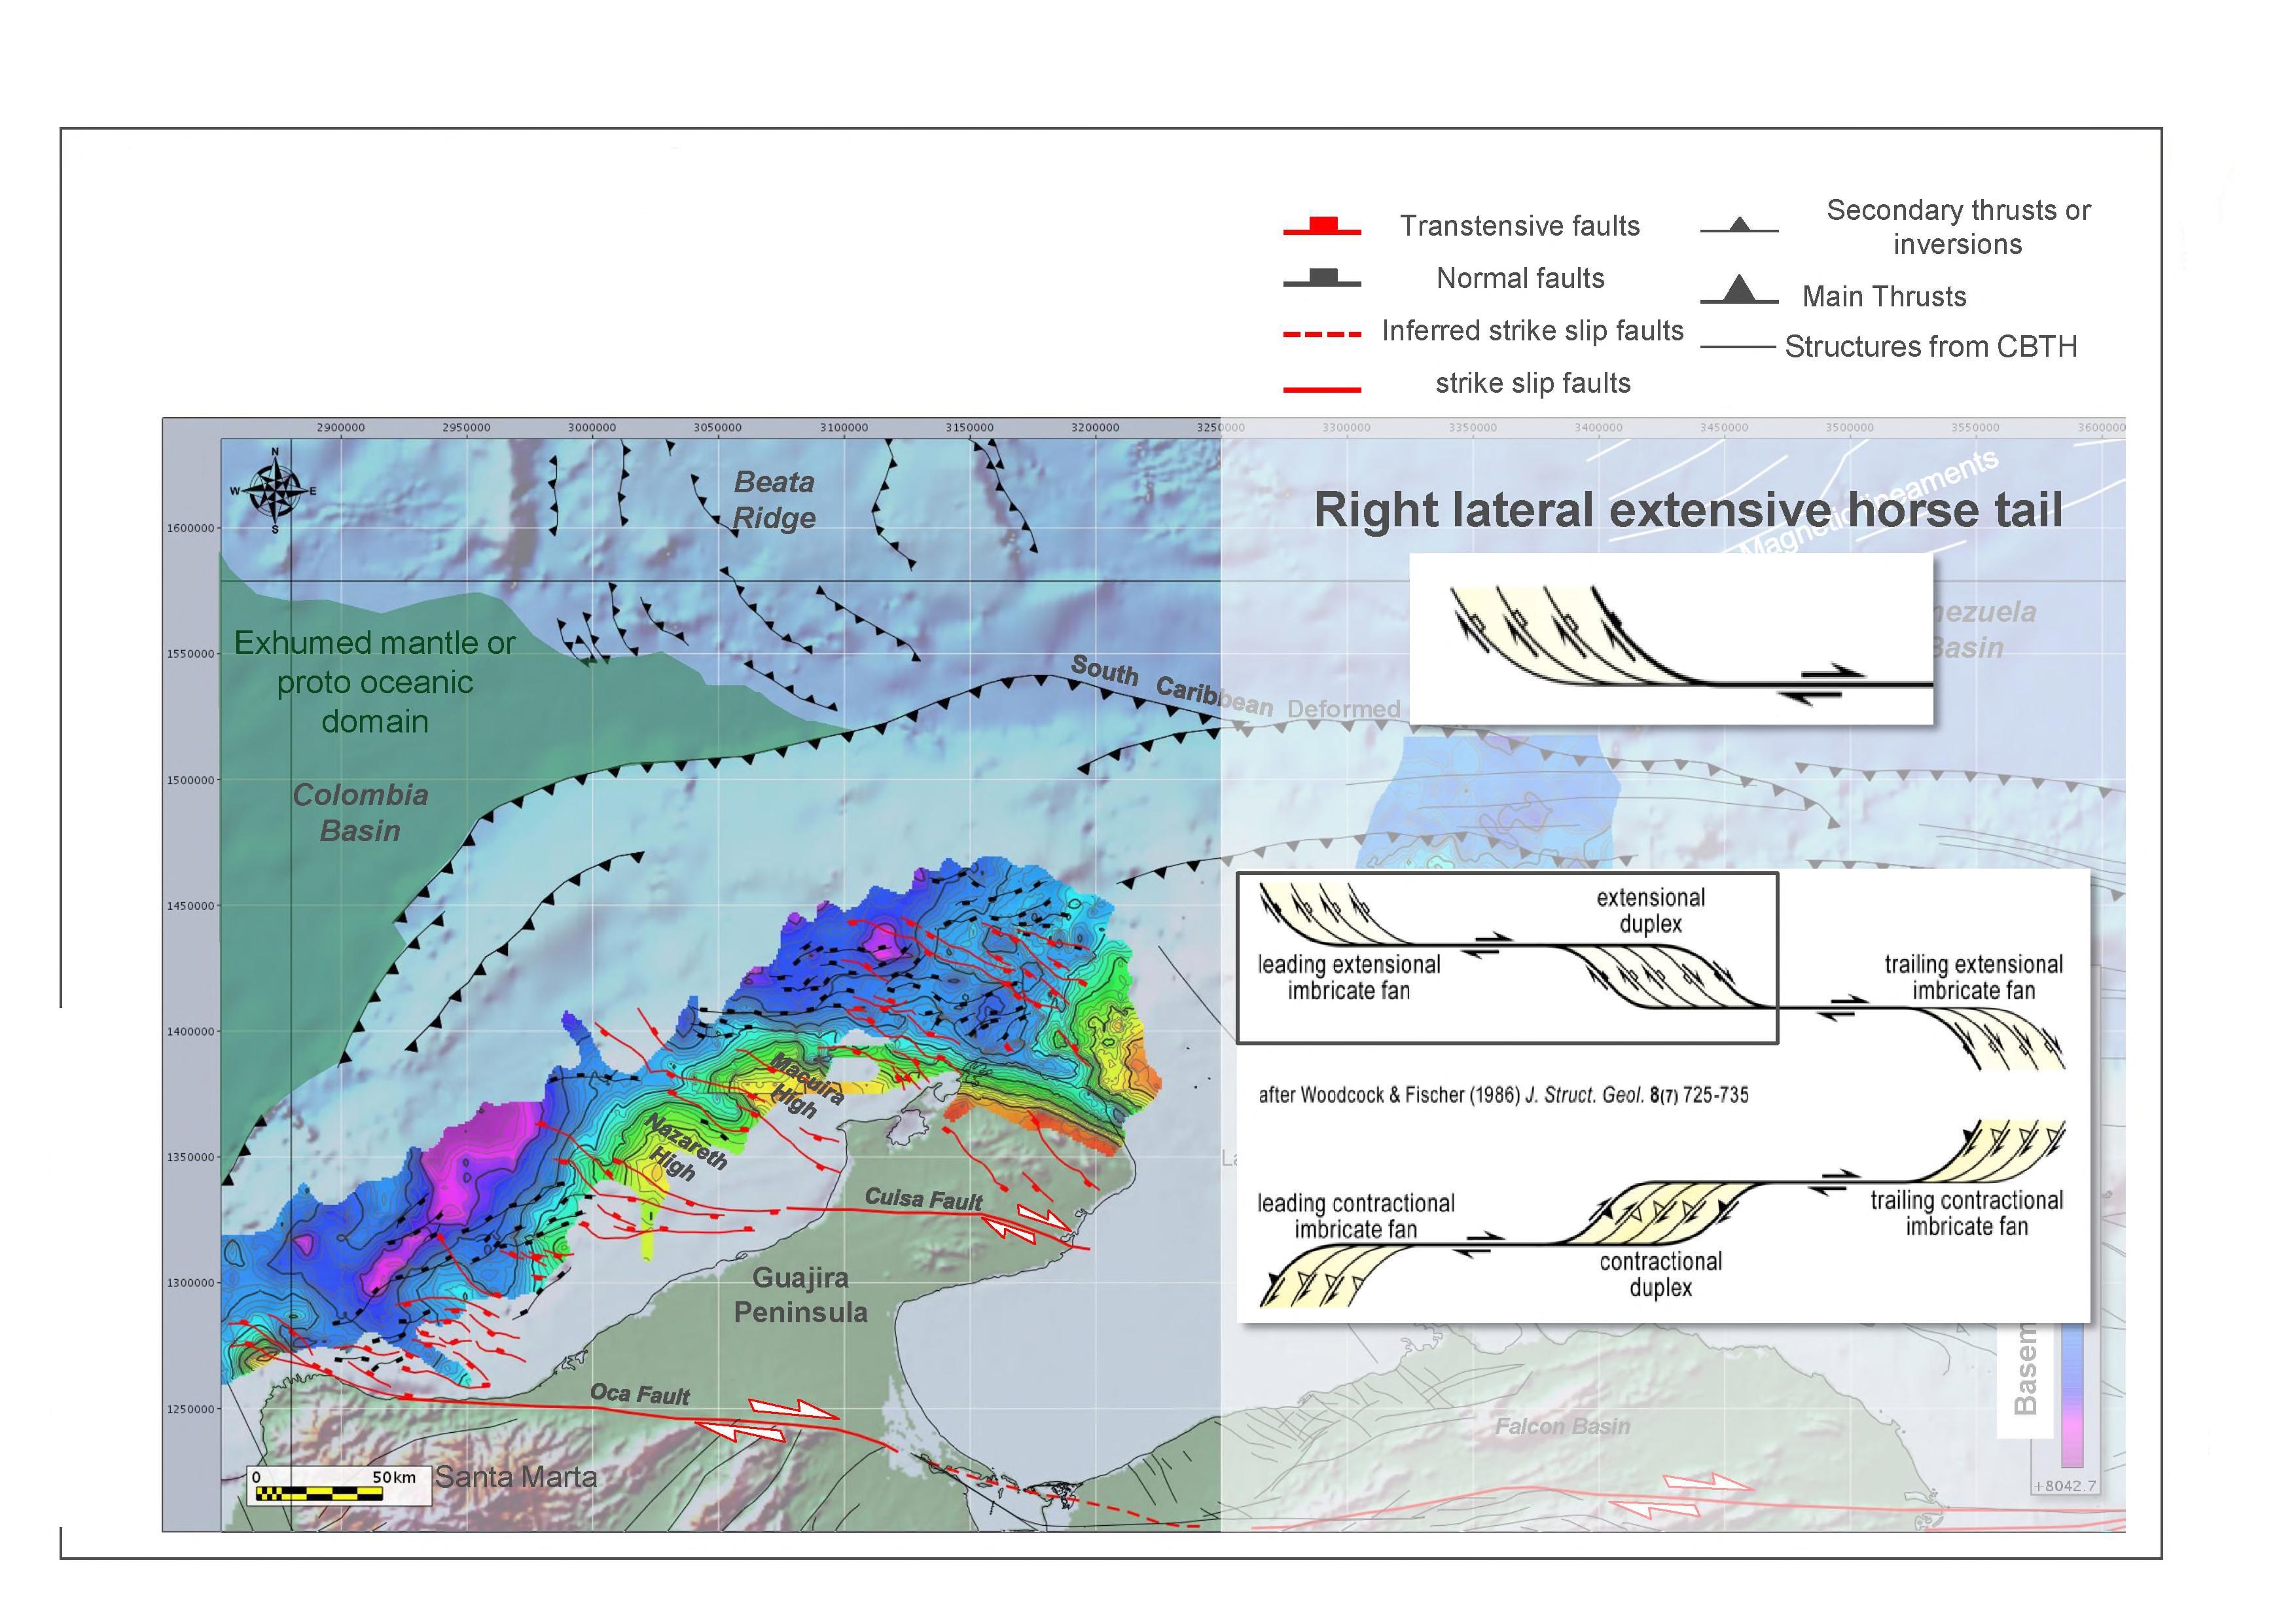 Transtensive faults
Normal faults
Inferred strike slip faults
strike slip faults
Secondary thrusts or
inversions
Main Thrusts
Structures from CBTH
2900000 2950000 3000000 3050000 3100000 3150000 3200000 3250000 3300000 3350000 3400000 3450000 3500000 3550000 3600000
N
W E
S
1600000
1550000
1500000
1450000
1400000
1350000
1300000
1250000
Beata
Ridge
Exhumed mantle or
proto oceanic
domain
Colombia
Basin
South Caribbean Deformed
Macuira
High
Nazareth
High
Cuisa Fault
Guajira
Peninsula
Oca Fault
Santa Marta
0 50km
Magnetic lineaments
Right lateral extensive horse tail
nezuela
Basin
extensional
duplex
leading extensional
imbricate fan
trailing extensional
imbricate fan
after Woodcock & Fischer (1986) J. Struct. Geol. 8(7) 725-735
leading contractional
imbricate fan
trailing contractional
imbricate fan
contractional
duplex
La
Falcon Basin
Basem
+8042.7